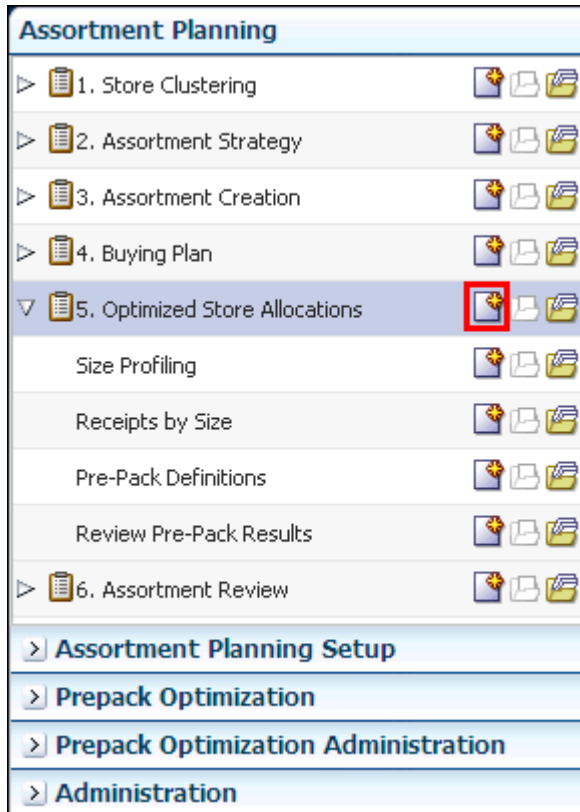 Assortment Planning
1. Store Clustering
2. Assortment Strategy
3. Assortment Creation
4. Buying Plan
5. Optimized Store Allocations
Size Profiling
Receipts by Size
Pre-Pack Definitions
Review Pre-Pack Results
6. Assortment Review
Assortment Planning Setup
Prepack Optimization
Prepack Optimization Administration
Administration